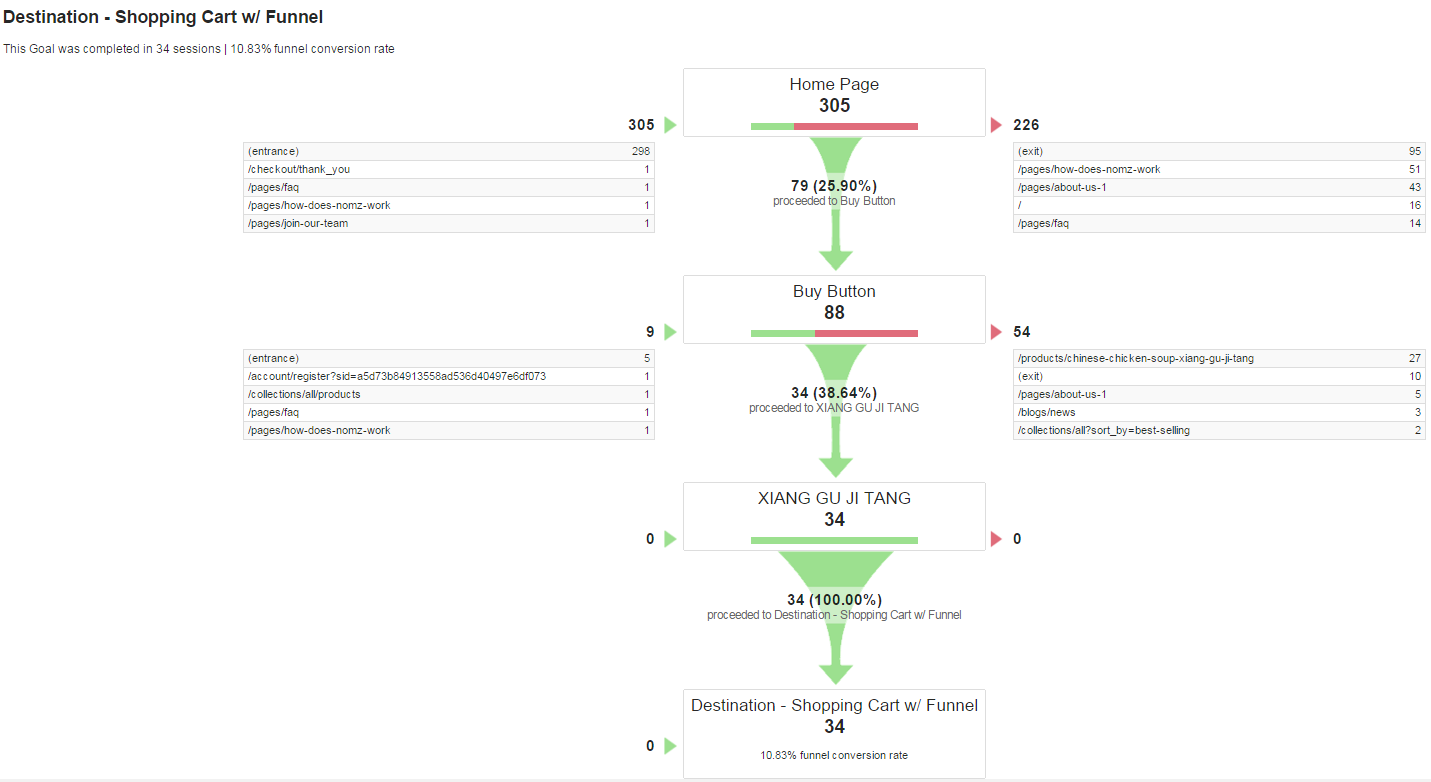 Destination - Shopping Cart w/ Funnel
This Goal was completed in 34 sessions | 10.83% funnel conversion rate
Home Page
305
305
226
(entrance) 298
/checkout/thank_you 1
/pages/faq 1
/pages/how-does-nomz-work 1
/pages/join-our-team 1
79 (25.90%)
proceeded to Buy Button
(exit) 95
/pages/how-does-nomz-work 51
/pages/about-us-1 43
/ 16
/pages/faq 14
Buy Button
88
9
54
(entrance) 5
/account/register?sid=a5d73b84913558ad536d40497e6df073 1
/collections/all/products 1
/pages/faq 1
/pages/how-does-nomz-work 1
34 (38.64%)
proceeded to XIANG GU JI TANG
/products/chinese-chicken-soup-xiang-gu-ji-tang 27
(exit) 10
/pages/about-us-1 5
/blogs/news 3
/collections/all?sort_by=best-selling 2
XIANG GU JI TANG
34
0
0
34 (100.00%)
proceeded to Destination - Shopping Cart w/ Funnel
Destination - Shopping Cart w/ Funnel
34
0
10.83% funnel conversion rate